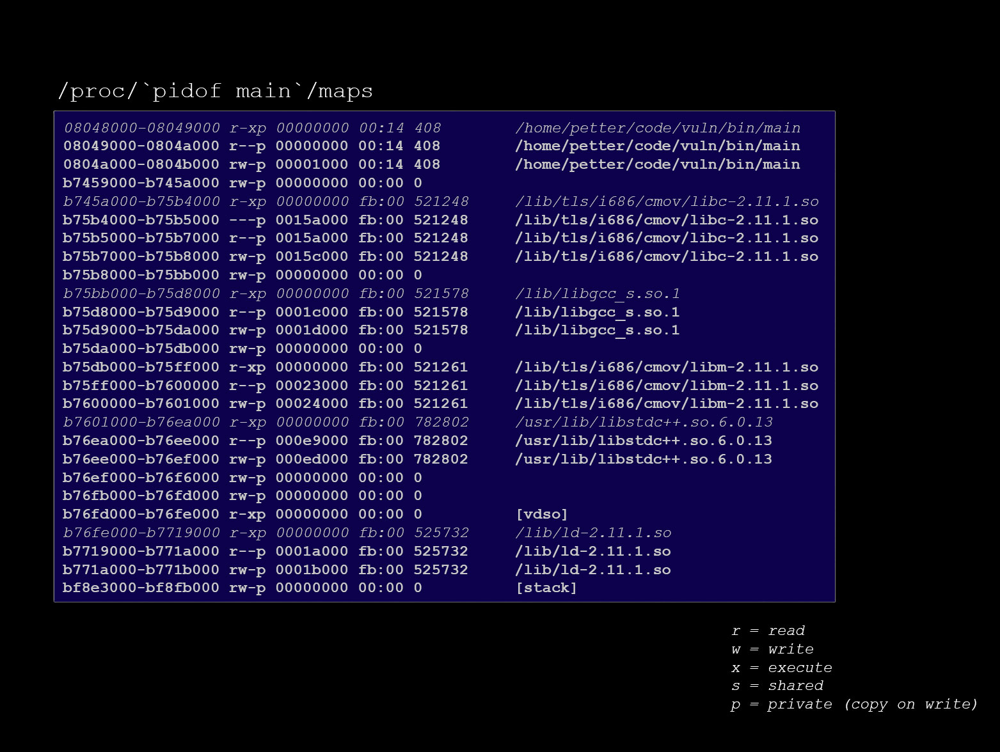 /proc/`pidof main`/maps
08048000-08049000 r-xp 00000000 00:14 408        /home/petter/code/vuln/bin/main
08049000-0804a000 r--p 00000000 00:14 408        /home/petter/code/vuln/bin/main
0804a000-0804b000 rw-p 00001000 00:14 408        /home/petter/code/vuln/bin/main
b7459000-b745a000 rw-p 00000000 00:00 0
b745a000-b75b4000 r-xp 00000000 fb:00 521248     /lib/tls/i686/cmov/libc-2.11.1.so
b75b4000-b75b5000 ---p 0015a000 fb:00 521248     /lib/tls/i686/cmov/libc-2.11.1.so
b75b5000-b75b7000 r--p 0015a000 fb:00 521248     /lib/tls/i686/cmov/libc-2.11.1.so
b75b7000-b75b8000 rw-p 0015c000 fb:00 521248     /lib/tls/i686/cmov/libc-2.11.1.so
b75b8000-b75bb000 rw-p 00000000 00:00 0
b75bb000-b75d8000 r-xp 00000000 fb:00 521578     /lib/libgcc_s.so.1
b75d8000-b75d9000 r--p 0001c000 fb:00 521578     /lib/libgcc_s.so.1
b75d9000-b75da000 rw-p 0001d000 fb:00 521578     /lib/libgcc_s.so.1
b75da000-b75db000 rw-p 00000000 00:00 0
b75db000-b75ff000 r-xp 00000000 fb:00 521261     /lib/tls/i686/cmov/libm-2.11.1.so
b75ff000-b7600000 r--p 00023000 fb:00 521261     /lib/tls/i686/cmov/libm-2.11.1.so
b7600000-b7601000 rw-p 00024000 fb:00 521261     /lib/tls/i686/cmov/libm-2.11.1.so
b7601000-b76ea000 r-xp 00000000 fb:00 782802     /usr/lib/libstdc++.so.6.0.13
b76ea000-b76ee000 r--p 000e9000 fb:00 782802     /usr/lib/libstdc++.so.6.0.13
b76ee000-b76ef000 rw-p 000ed000 fb:00 782802     /usr/lib/libstdc++.so.6.0.13
b76ef000-b76f6000 rw-p 00000000 00:00 0
b76fb000-b76fd000 rw-p 00000000 00:00 0
b76fd000-b76fe000 r-xp 00000000 00:00 0          [vdso]
b76fe000-b7719000 r-xp 00000000 fb:00 525732     /lib/ld-2.11.1.so
b7719000-b771a000 r--p 0001a000 fb:00 525732     /lib/ld-2.11.1.so
b771a000-b771b000 rw-p 0001b000 fb:00 525732     /lib/ld-2.11.1.so
bf8e3000-bf8fb000 rw-p 00000000 00:00 0          [stack]
r = read
w = write
x = execute
s = shared
p = private (copy on write)